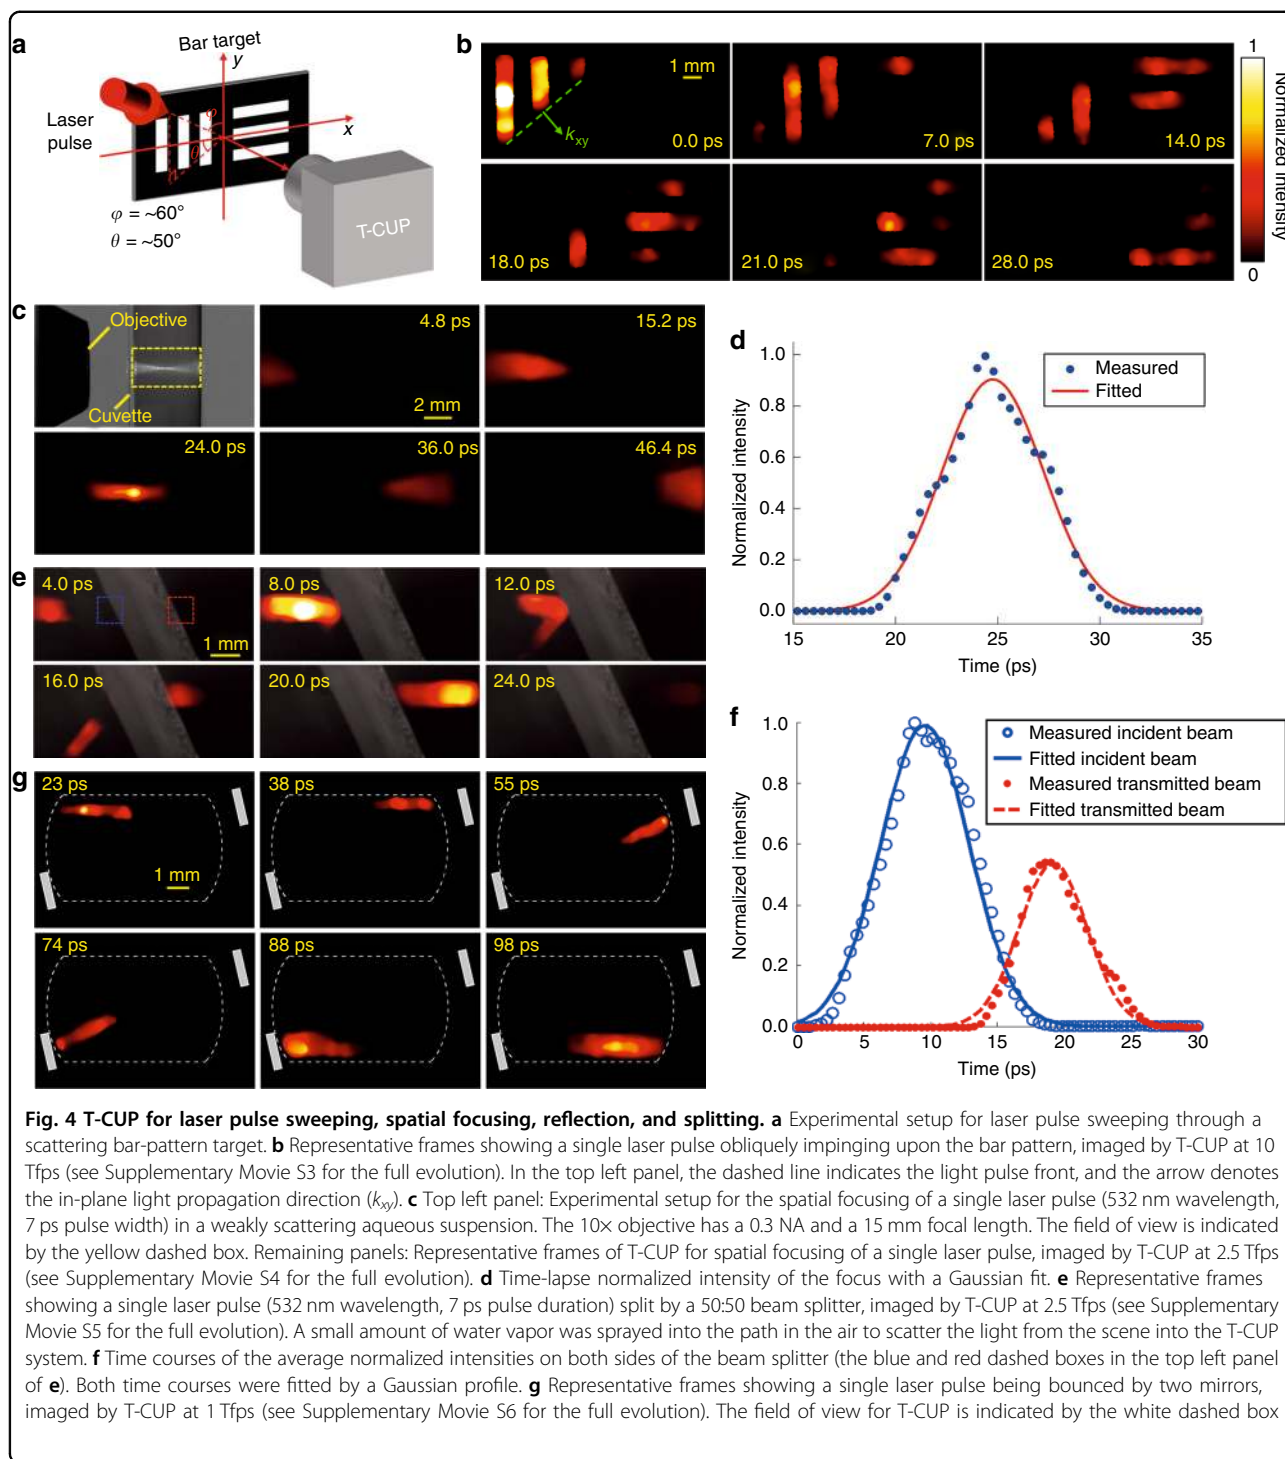 a
Bar target
y
Laser
pulse
x
φ
θ
φ = ~60°
θ = ~50°
T-CUP
b
1 mm
k_xy
0.0 ps
7.0 ps
14.0 ps
18.0 ps
21.0 ps
28.0 ps
1
Normalized intensity
0
c
Objective
Cuvette
4.8 ps
2 mm
15.2 ps
24.0 ps
36.0 ps
46.4 ps
d
Normalized intensity
1.0
0.8
0.6
0.4
0.2
0.0
15 20 25 30 35
Time (ps)
Measured
Fitted
e
4.0 ps
1 mm
8.0 ps
12.0 ps
16.0 ps
20.0 ps
24.0 ps
f
Normalized intensity
1.0
0.8
0.6
0.4
0.2
0.0
0 5 10 15 20 25 30
Time (ps)
Measured incident beam
Fitted incident beam
Measured transmitted beam
Fitted transmitted beam
g
23 ps
1 mm
38 ps
55 ps
74 ps
88 ps
98 ps
Fig. 4 T-CUP for laser pulse sweeping, spatial focusing, reflection, and splitting. a Experimental setup for laser pulse sweeping through a
scattering bar-pattern target. b Representative frames showing a single laser pulse obliquely impinging upon the bar pattern, imaged by T-CUP at 10
Tfps (see Supplementary Movie S3 for the full evolution). In the top left panel, the dashed line indicates the light pulse front, and the arrow denotes
the in-plane light propagation direction (k_xy). c Top left panel: Experimental setup for the spatial focusing of a single laser pulse (532 nm wavelength,
7 ps pulse width) in a weakly scattering aqueous suspension. The 10× objective has a 0.3 NA and a 15 mm focal length. The field of view is indicated
by the yellow dashed box. Remaining panels: Representative frames of T-CUP for spatial focusing of a single laser pulse, imaged by T-CUP at 2.5 Tfps
(see Supplementary Movie S4 for the full evolution). d Time-lapse normalized intensity of the focus with a Gaussian fit. e Representative frames
showing a single laser pulse (532 nm wavelength, 7 ps pulse duration) split by a 50:50 beam splitter, imaged by T-CUP at 2.5 Tfps (see Supplementary
Movie S5 for the full evolution). A small amount of water vapor was sprayed into the path in the air to scatter the light from the scene into the T-CUP
system. f Time courses of the average normalized intensities on both sides of the beam splitter (the blue and red dashed boxes in the top left panel
of e). Both time courses were fitted by a Gaussian profile. g Representative frames showing a single laser pulse being bounced by two mirrors,
imaged by T-CUP at 1 Tfps (see Supplementary Movie S6 for the full evolution). The field of view for T-CUP is indicated by the white dashed box